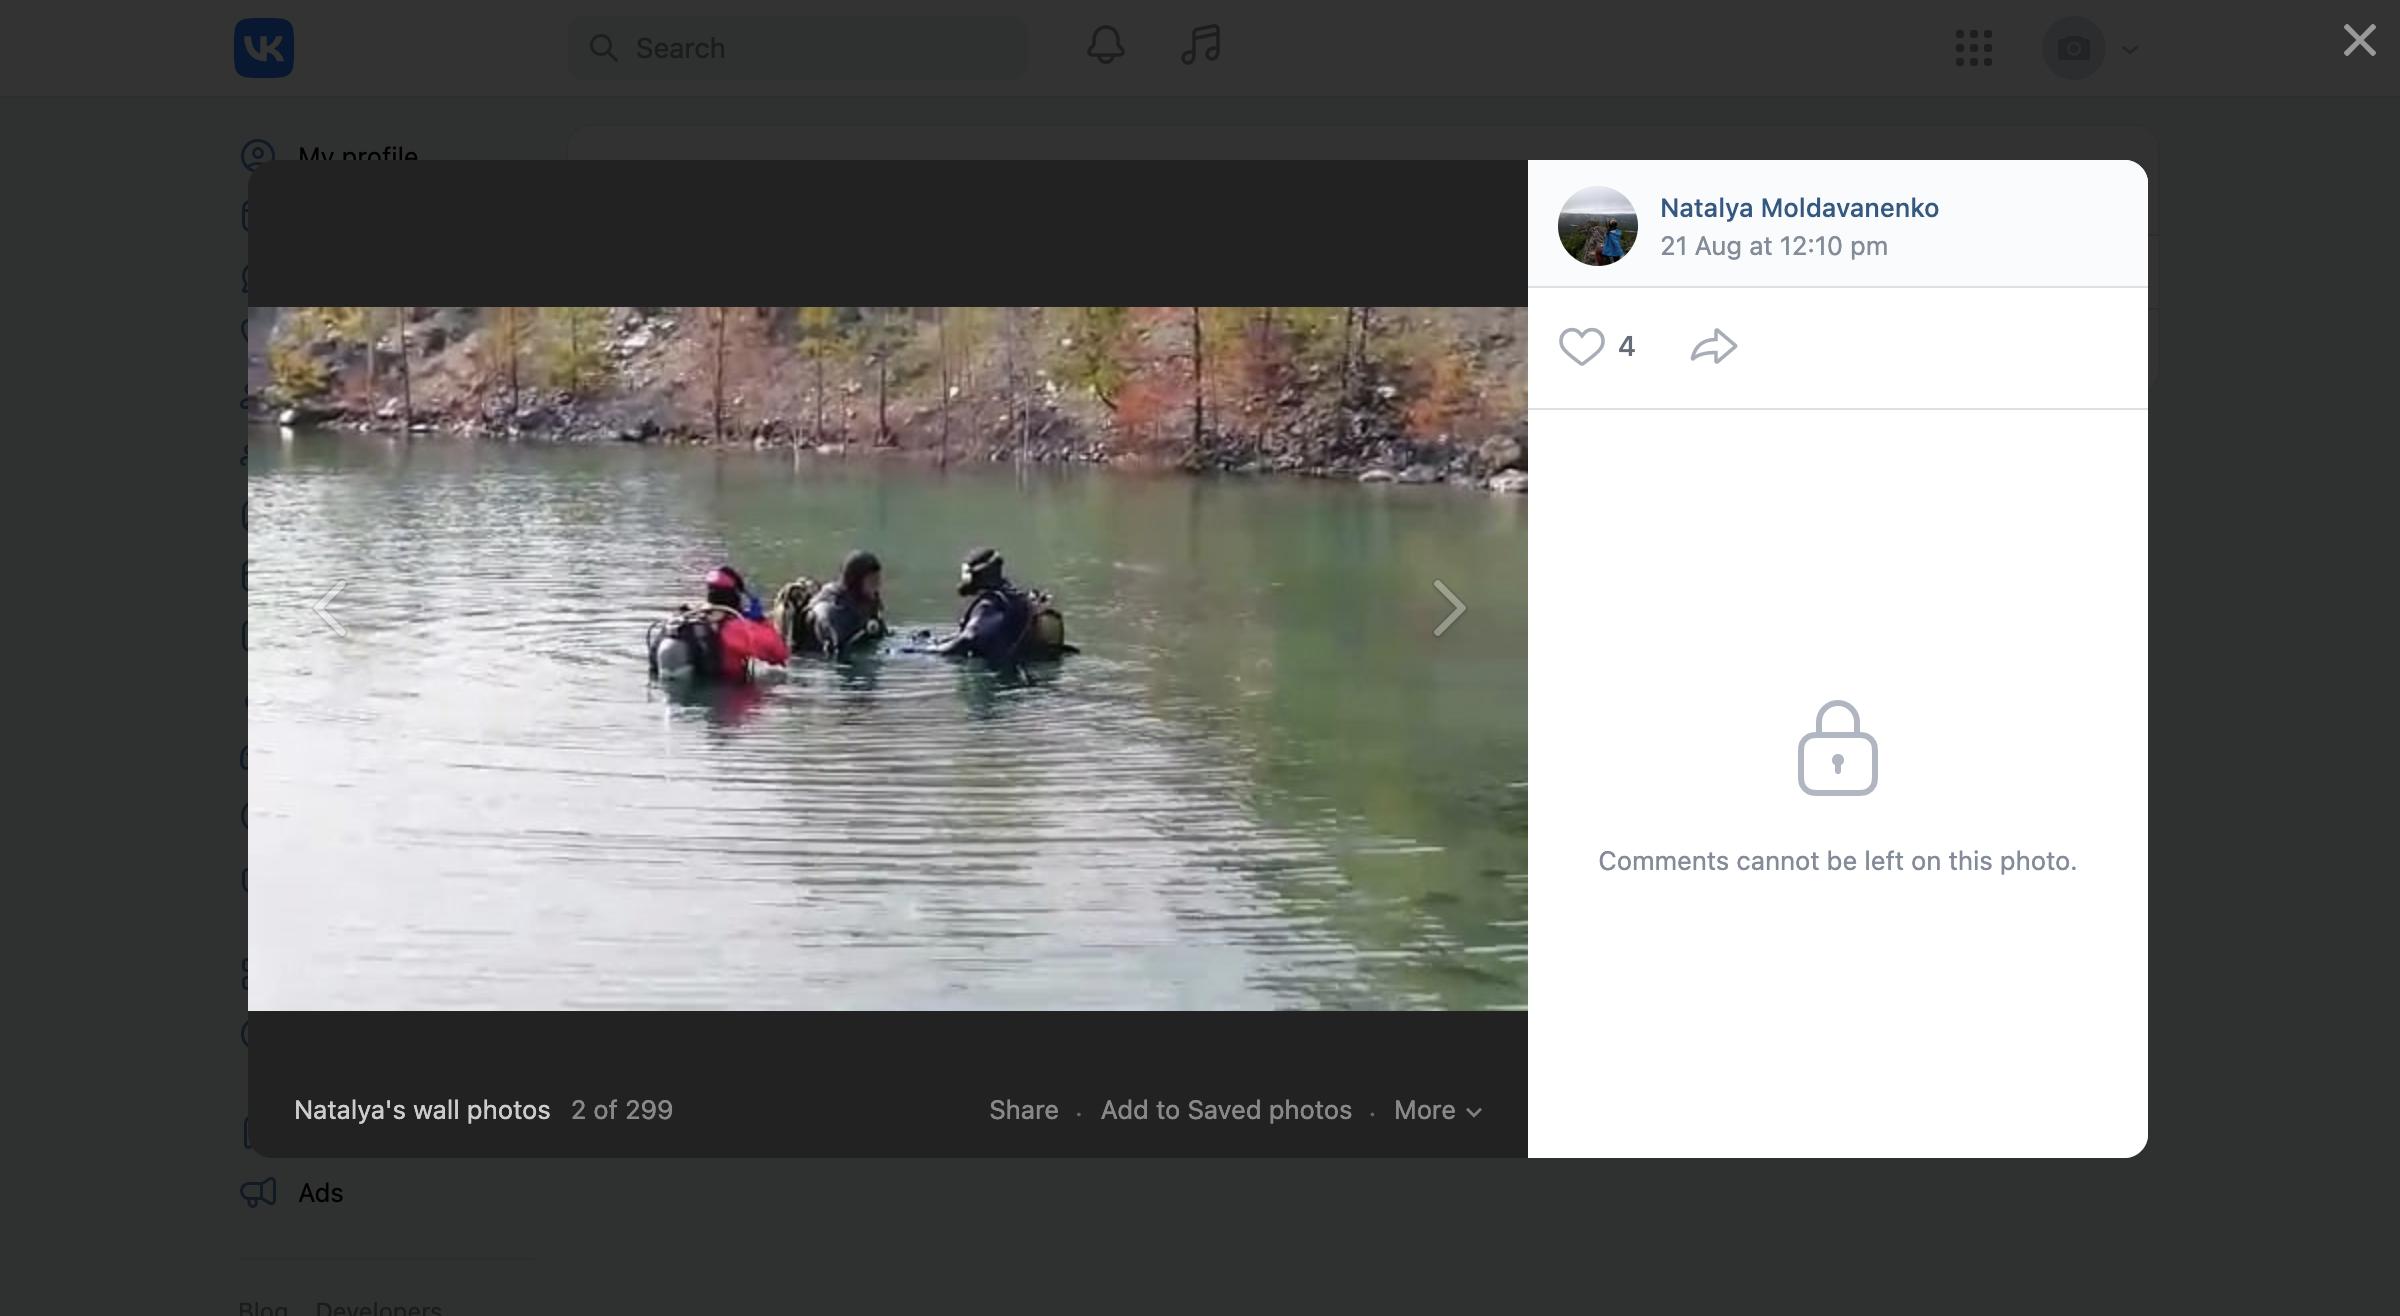 VK
Search
My profile
Natalya Moldavanenko
21 Aug at 12:10 pm
4
Comments cannot be left on this photo.
Natalya's wall photos 2 of 299
Share · Add to Saved photos · More
Ads
Blog Developers